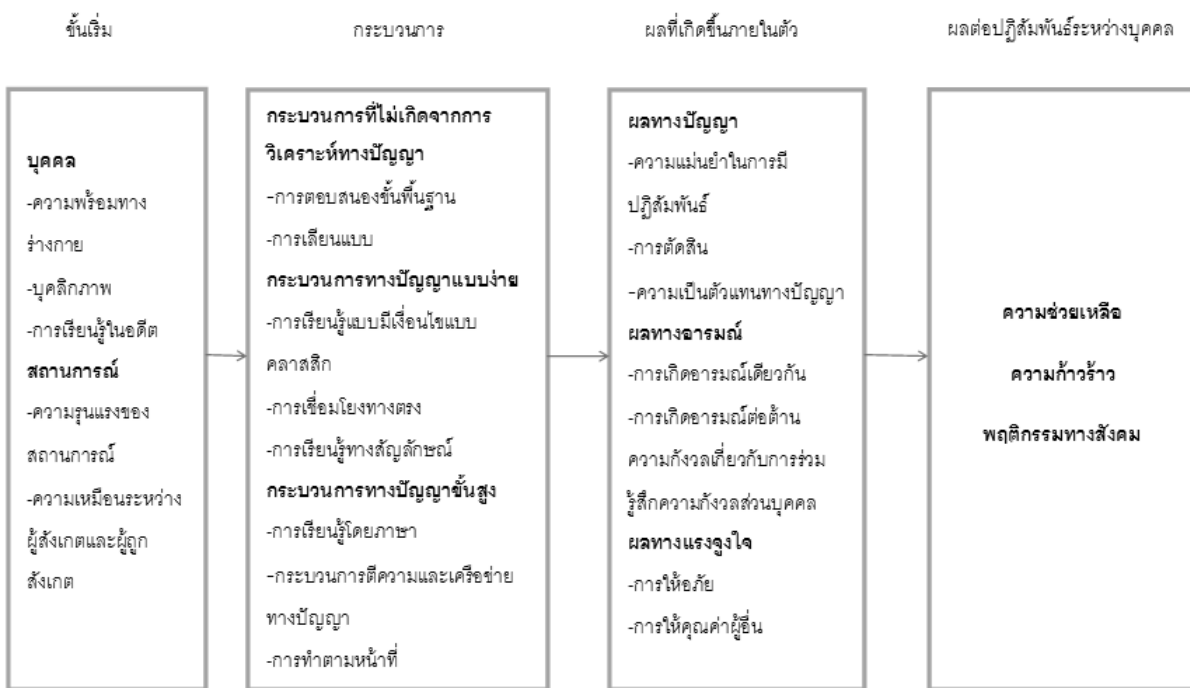 ขั้นเริ่ม
กระบวนการ
ผลที่เกิดขึ้นภายในตัว
ผลต่อปฏิสัมพันธ์ระหว่างบุคคล
บุคคล
-ความพร้อมทาง
ร่างกาย
-บุคลิกภาพ
-การเรียนรู้ในอดีต
สถานการณ์
-ความรุนแรงของ
สถานการณ์
-ความเหมือนระหว่าง
ผู้สังเกตและผู้ถูก
สังเกต
กระบวนการที่ไม่เกิดจากการ
วิเคราะห์ทางปัญญา
-การตอบสนองขั้นพื้นฐาน
-การเลียนแบบ
กระบวนการทางปัญญาแบบง่าย
-การเรียนรู้แบบมีเงื่อนไขแบบ
คลาสสิก
-การเชื่อมโยงทางตรง
-การเรียนรู้ทางสัญลักษณ์
กระบวนการทางปัญญาขั้นสูง
-การเรียนรู้โดยภาษา
-กระบวนการตีความและเครือข่าย
ทางปัญญา
-การทำตามหน้าที่
ผลทางปัญญา
-ความแม่นยำในการมี
ปฏิสัมพันธ์
-การตัดสิน
-ความเป็นตัวแทนทางปัญญา
ผลทางอารมณ์
-การเกิดอารมณ์เดียวกัน
-การเกิดอารมณ์ต่อต้าน
ความกังวลเกี่ยวกับการร่วม
รู้สึกความกังวลส่วนบุคคล
ผลทางแรงจูงใจ
-การให้อภัย
-การให้คุณค่าผู้อื่น
ความช่วยเหลือ
ความก้าวร้าว
พฤติกรรมทางสังคม